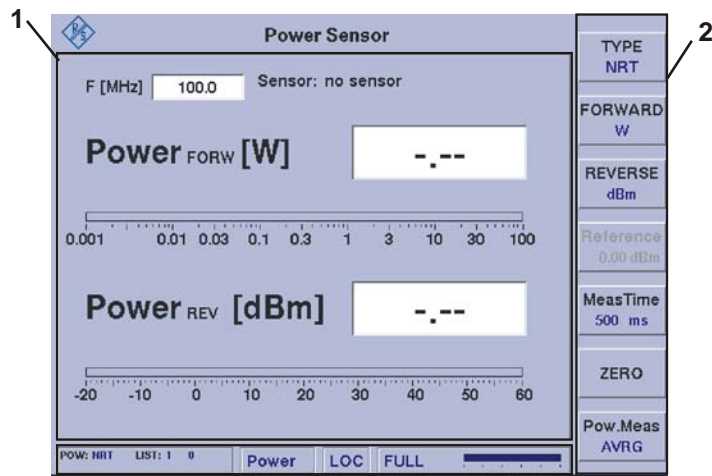 1
2
R/S
Power Sensor
F [MHz] 100.0 Sensor: no sensor
Power FORW [W] -.--
0.001 0.01 0.03 0.1 0.3 1 3 10 30 100
Power REV [dBm] -.--
-20 -10 0 10 20 30 40 50 60
POW: NRT LIST: 1 0 Power LOC FULL
TYPE
NRT
FORWARD
W
REVERSE
dBm
Reference
0.00 dBm
MeasTime
500 ms
ZERO
Pow.Meas
AVRG